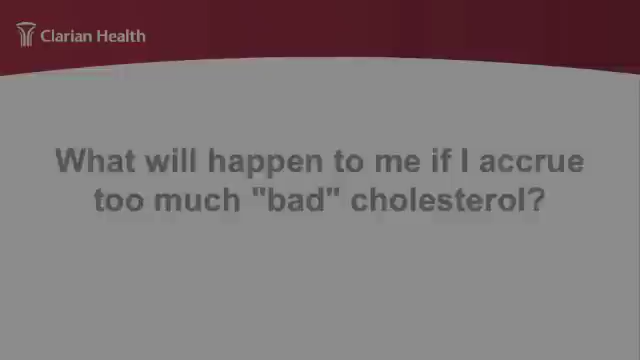 Clarian Health
What will happen to me if I accrue
too much "bad" cholesterol?